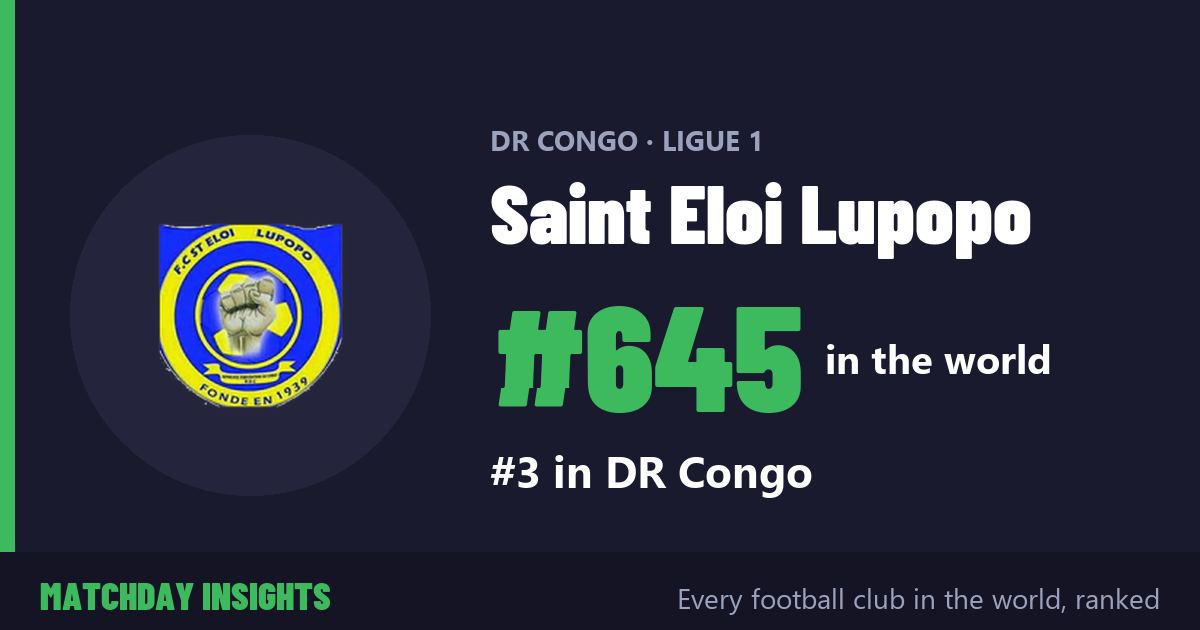 DR CONGO · LIGUE 1
Saint Eloi Lupopo
#645 in the world
#3 in DR Congo
F.C ST ELOI LUPOPO
FONDE EN 1939
MATCHDAY INSIGHTS
Every football club in the world, ranked